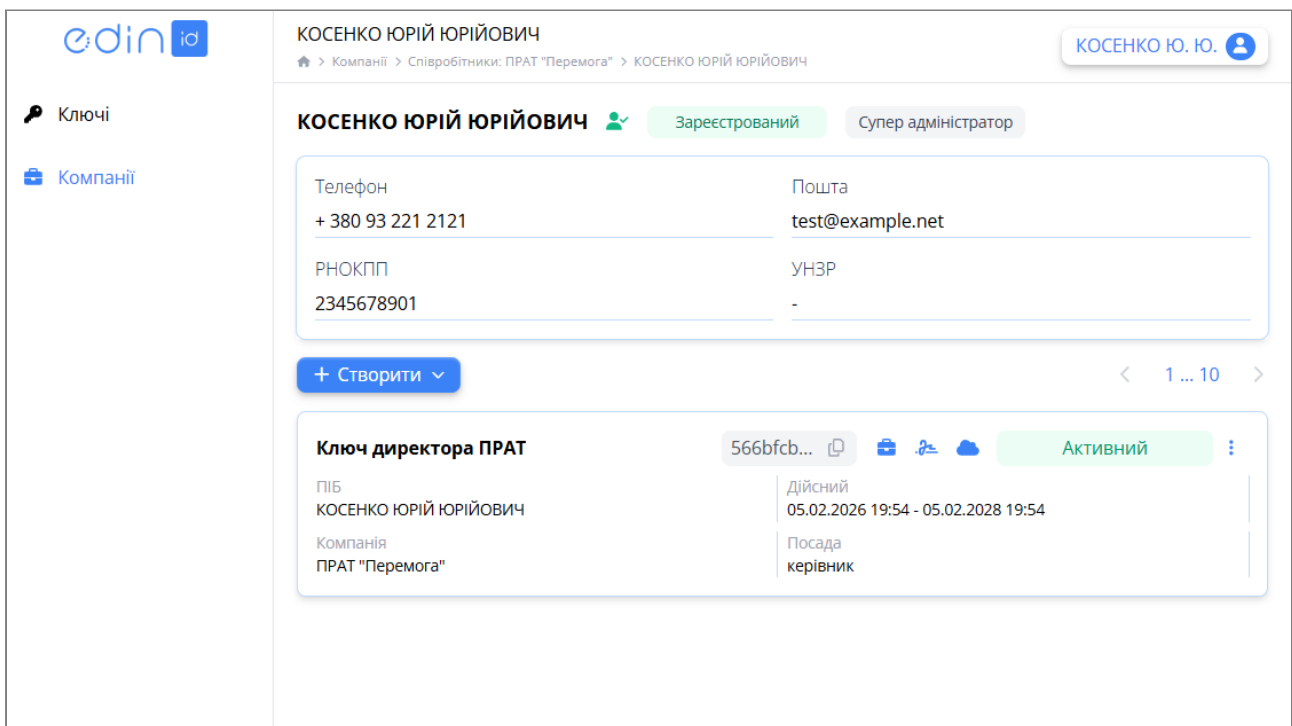 edin id
КОСЕНКО ЮРІЙ ЮРІЙОВИЧ
Компанії > Співробітники: ПРАТ "Перемога" > КОСЕНКО ЮРІЙ ЮРІЙОВИЧ
КОСЕНКО Ю. Ю.
Ключі
Компанії
КОСЕНКО ЮРІЙ ЮРІЙОВИЧ
Зареєстрований
Супер адміністратор
Телефон
+ 380 93 221 2121
Пошта
test@example.net
РНОКПП
2345678901
УНЗР
-
+ Створити
1 ... 10
Ключ директора ПРАТ
566bfcb...
Активний
ПІБ
КОСЕНКО ЮРІЙ ЮРІЙОВИЧ
Дійсний
05.02.2026 19:54 - 05.02.2028 19:54
Компанія
ПРАТ "Перемога"
Посада
керівник